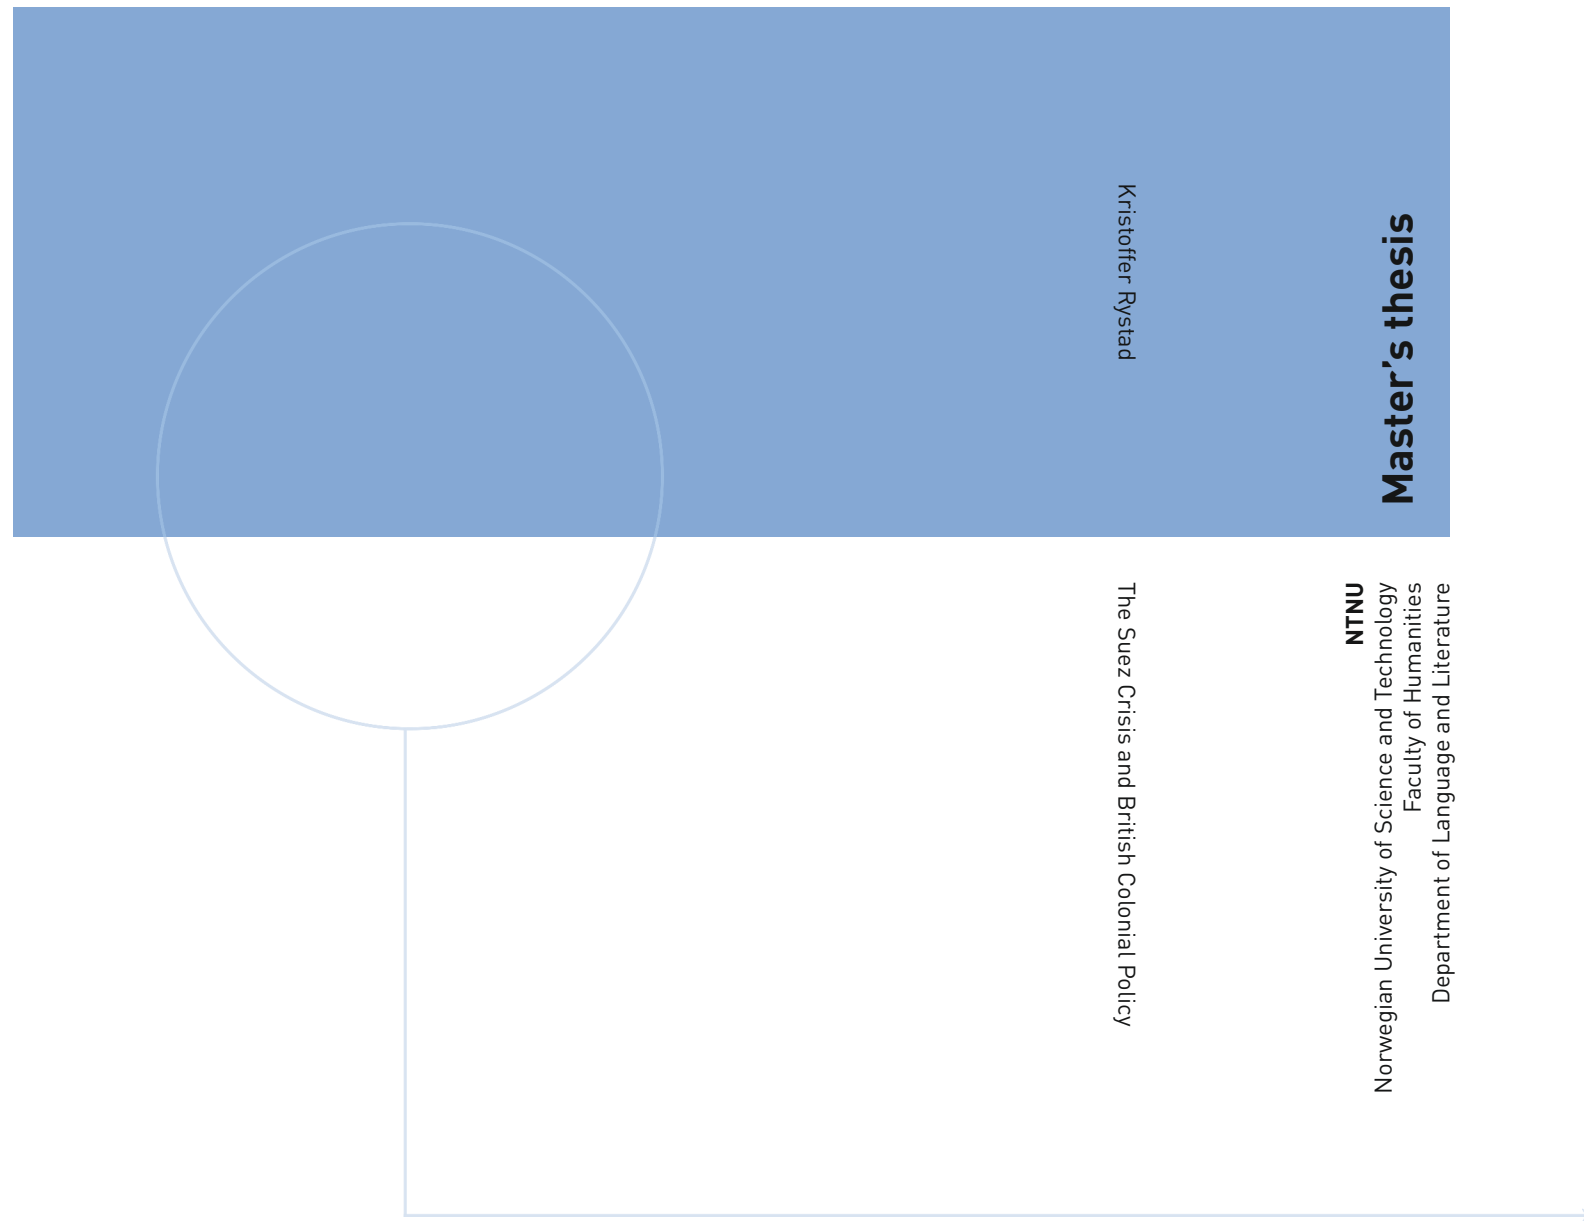 Kristoffer Rystad
The Suez Crisis and British Colonial Policy
Master's thesis
NTNU
Norwegian University of Science and Technology
Faculty of Humanities
Department of Language and Literature